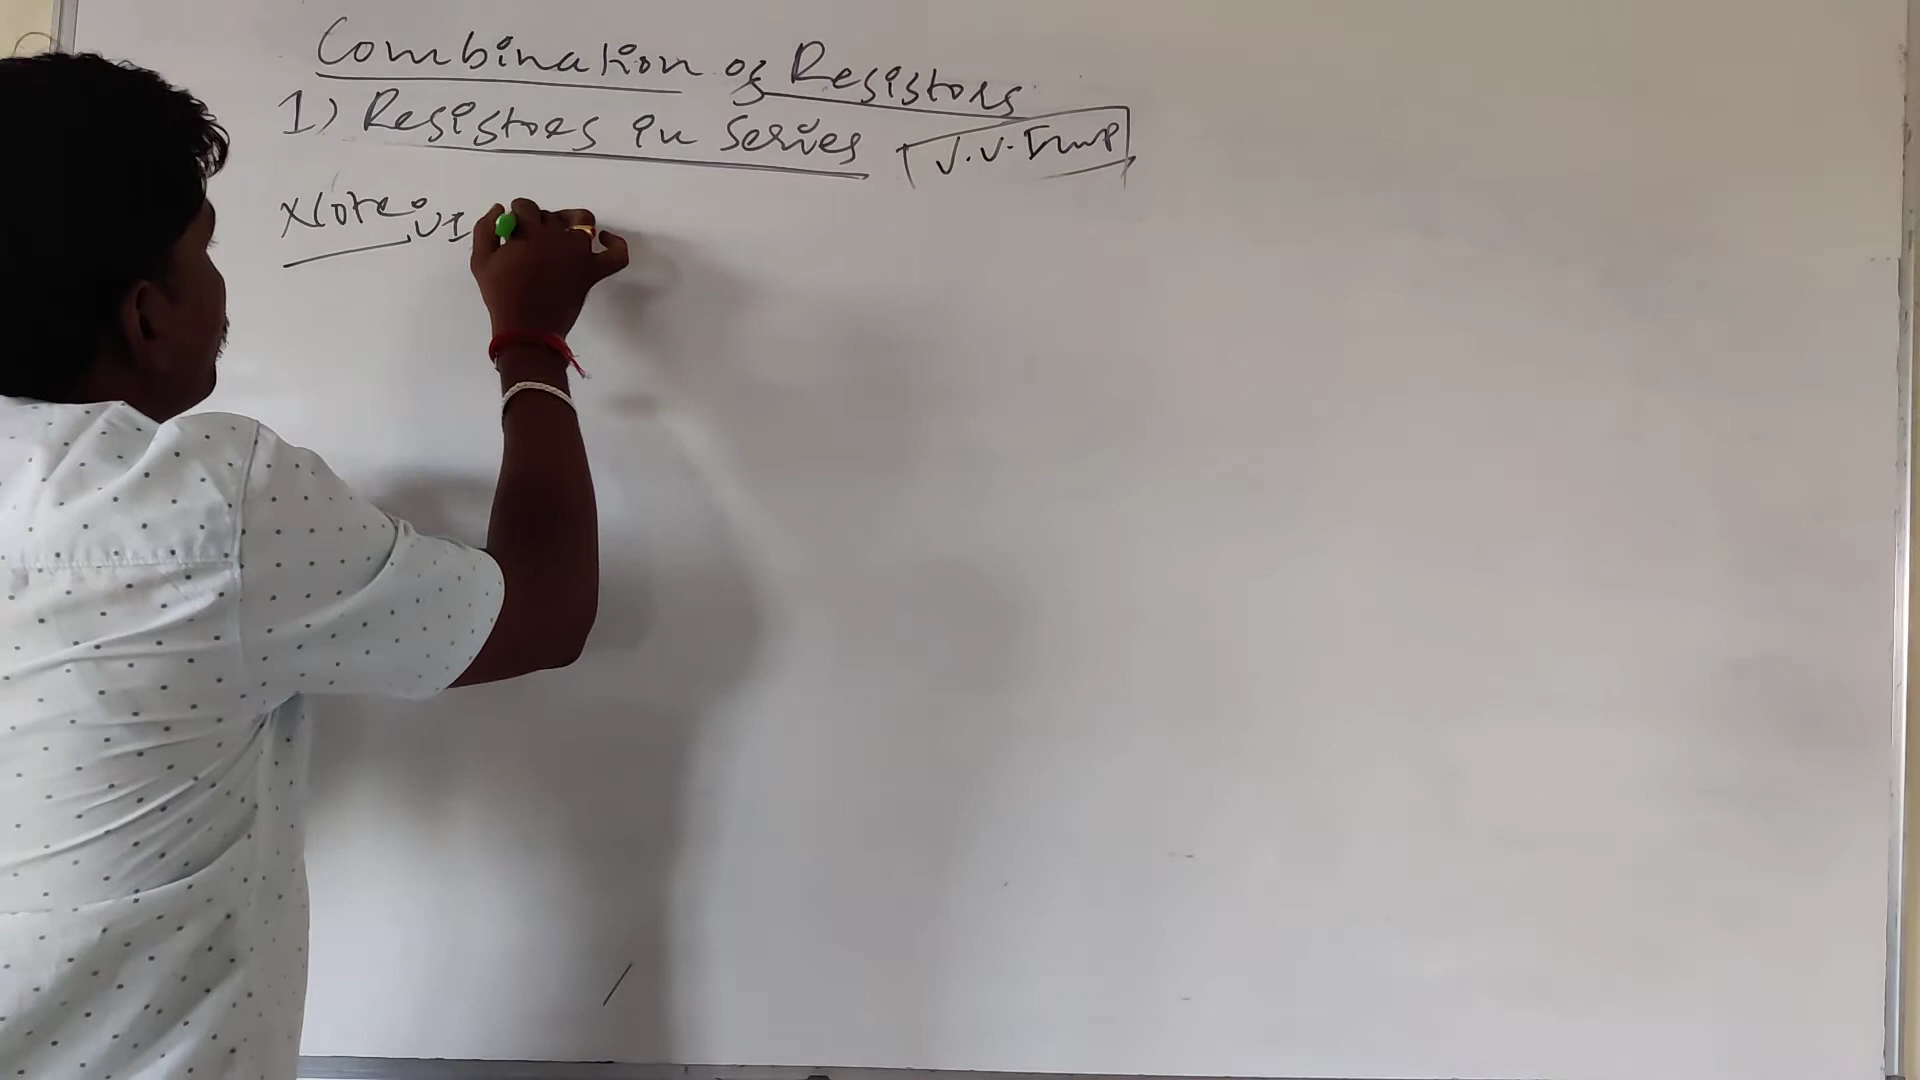 Combination of Resistors
1) Resistors in Series V.V.Imp
Note: